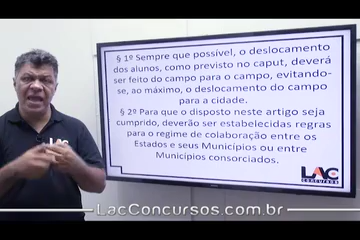 § 1º Sempre que possível, o deslocamento
dos alunos, como previsto no caput, deverá
ser feito do campo para o campo, evitando-
se, ao máximo, o deslocamento do campo
para a cidade.
§ 2º Para que o disposto neste artigo seja
cumprido, deverão ser estabelecidas regras
para o regime de colaboração entre os
Estados e seus Municípios ou entre
Municípios consorciados.
LAC
CONCURSOS
LAC
LacConcursos.com.br